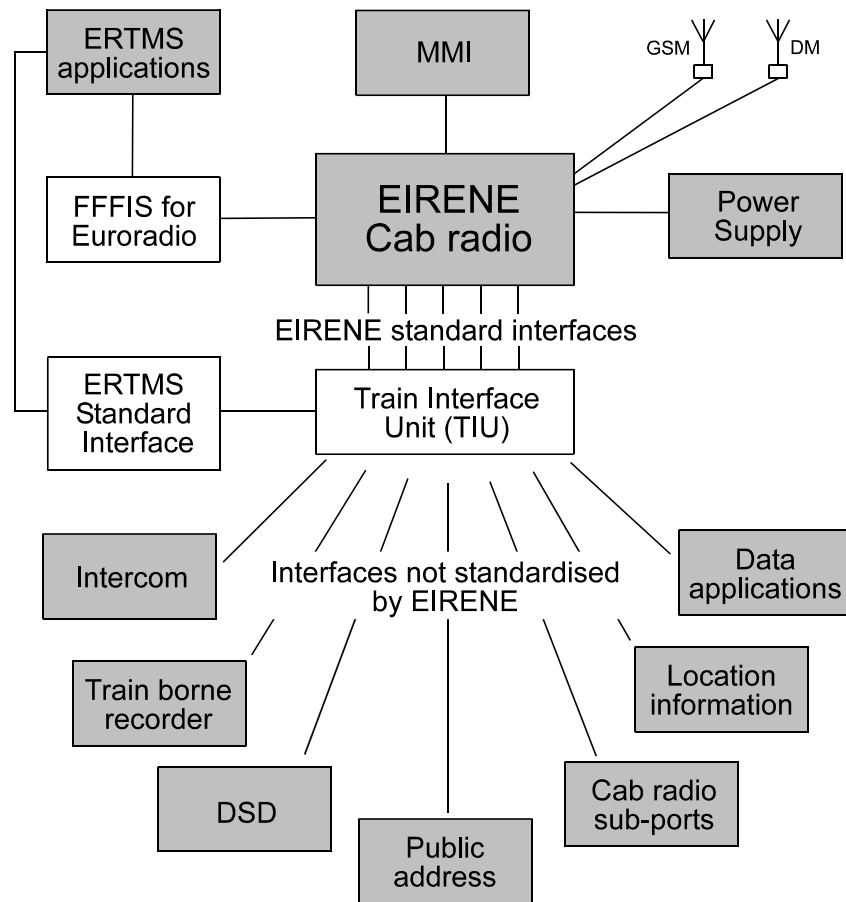 ERTMS
applications
MMI
GSM
DM
FFFIS for
Euroradio
EIRENE
Cab radio
Power
Supply
EIRENE standard interfaces
ERTMS
Standard
Interface
Train Interface
Unit (TIU)
Intercom
Interfaces not standardised
by EIRENE
Data
applications
Train borne
recorder
Location
information
DSD
Cab radio
sub-ports
Public
address